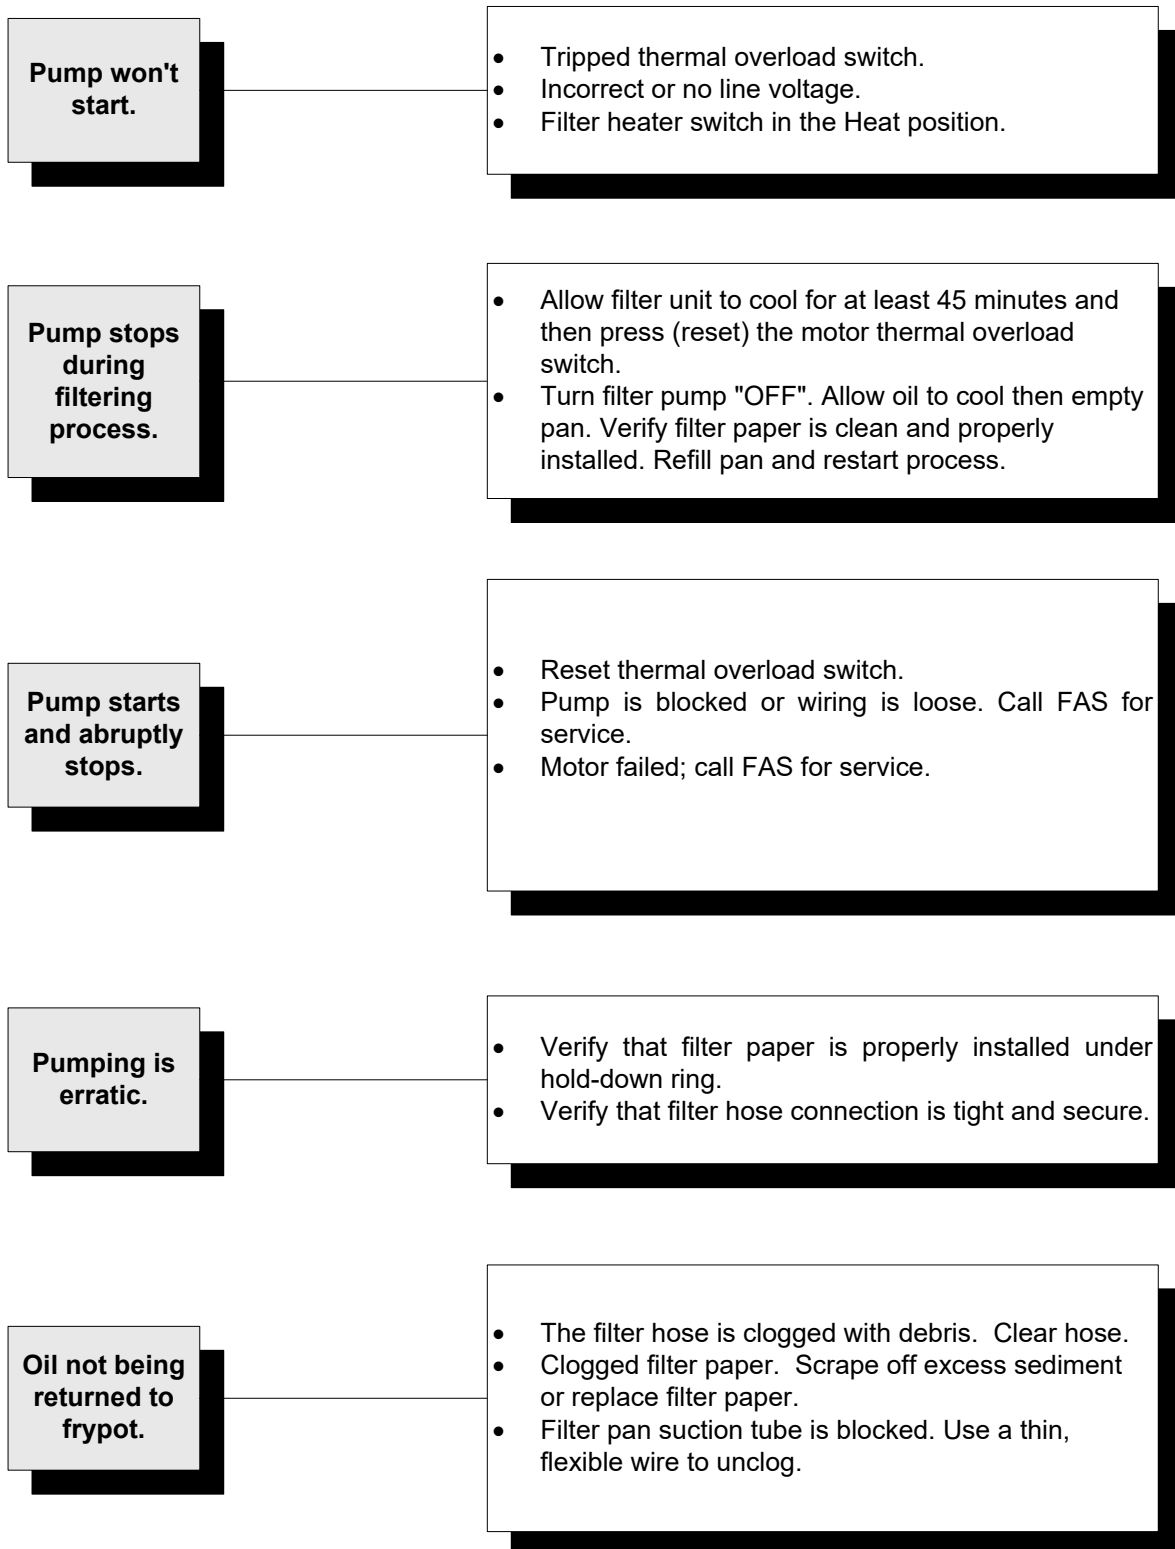 Pump won't
start.
• Tripped thermal overload switch.
• Incorrect or no line voltage.
• Filter heater switch in the Heat position.
Pump stops
during
filtering
process.
• Allow filter unit to cool for at least 45 minutes and
then press (reset) the motor thermal overload
switch.
• Turn filter pump "OFF". Allow oil to cool then empty
pan. Verify filter paper is clean and properly
installed. Refill pan and restart process.
Pump starts
and abruptly
stops.
• Reset thermal overload switch.
• Pump is blocked or wiring is loose. Call FAS for
service.
• Motor failed; call FAS for service.
Pumping is
erratic.
• Verify that filter paper is properly installed under
hold-down ring.
• Verify that filter hose connection is tight and secure.
Oil not being
returned to
frypot.
• The filter hose is clogged with debris.  Clear hose.
• Clogged filter paper.  Scrape off excess sediment
or replace filter paper.
• Filter pan suction tube is blocked. Use a thin,
flexible wire to unclog.